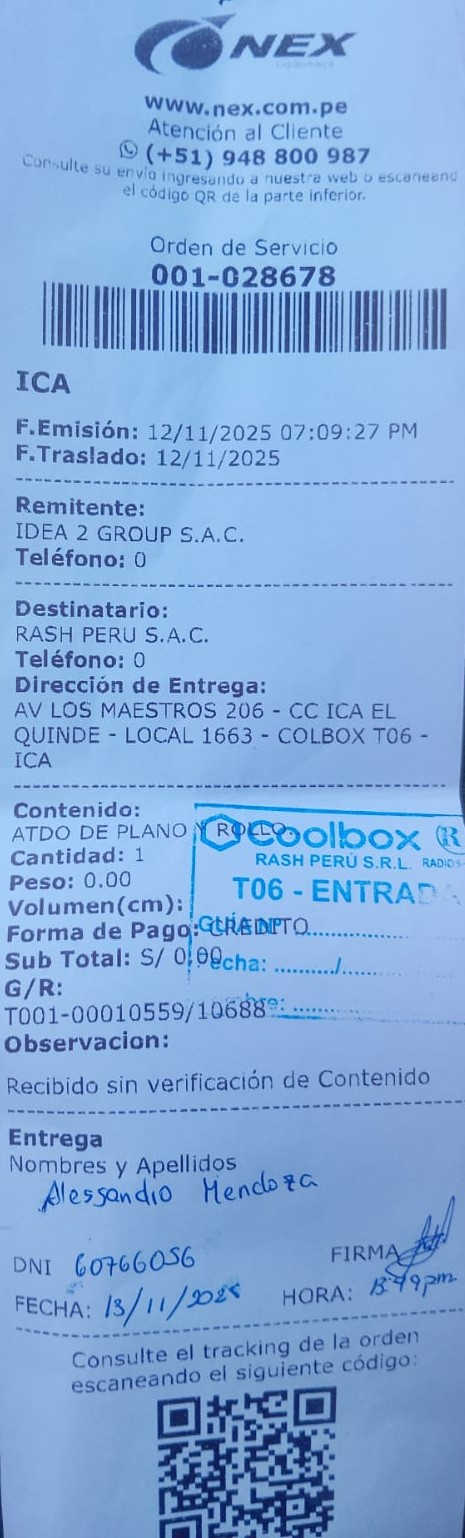 NEX
www.nex.com.pe
Atención al Cliente
(+51) 948 800 987
Consulte su envío ingresando a nuestra web o escaneand
el código QR de la parte inferior.
Orden de Servicio
001-028678
ICA
F.Emisión: 12/11/2025 07:09:27 PM
F.Traslado: 12/11/2025
Remitente:
IDEA 2 GROUP S.A.C.
Teléfono: 0
Destinatario:
RASH PERU S.A.C.
Teléfono: 0
Dirección de Entrega:
AV LOS MAESTROS 206 - CC ICA EL
QUINDE - LOCAL 1663 - COLBOX T06 -
ICA
Contenido:
ATDO DE PLANO Y ROLLO.
Coolbox R
RASH PERÚ S.R.L. RADIOS
T06 - ENTRADA
Cantidad: 1
Peso: 0.00
Volumen(cm):
Forma de Pago: CREDITO
GUÍA Nº
Sub Total: S/ 0.00
Fecha: ........../
G/R:
T001-00010559/10688
Observacion:
Recibido sin verificación de Contenido
Entrega
Nombres y Apellidos
Alessandro Mendoza
DNI 60766056
FIRMA
FECHA: 13/11/2025
HORA:
Consulte el tracking de la orden
escaneando el siguiente código: